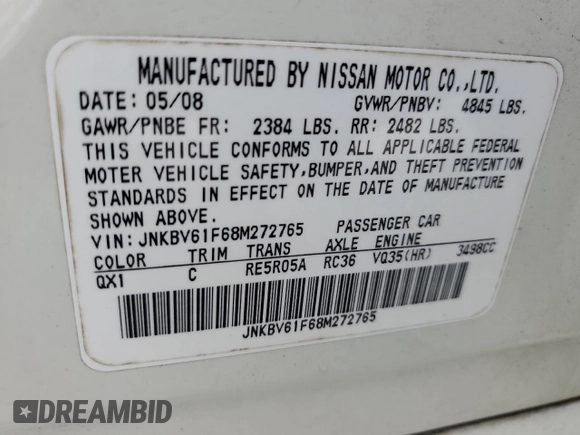 MANUFACTURED BY NISSAN MOTOR CO.,LTD.
DATE: 05/08 GVWR/PNBV: 4845 LBS.
GAWR/PNBE FR: 2384 LBS. RR: 2482 LBS.
THIS VEHICLE CONFORMS TO ALL APPLICABLE FEDERAL
MOTER VEHICLE SAFETY,BUMPER,AND THEFT PREVENTION
STANDARDS IN EFFECT ON THE DATE OF MANUFACTURE
SHOWN ABOVE.
VIN: JNKBV61F68M272765 PASSENGER CAR
COLOR TRIM TRANS AXLE ENGINE
QX1 C RE5R05A RC36 VQ35(HR) 3498CC
JNKBV61F68M272765
DREAMBID